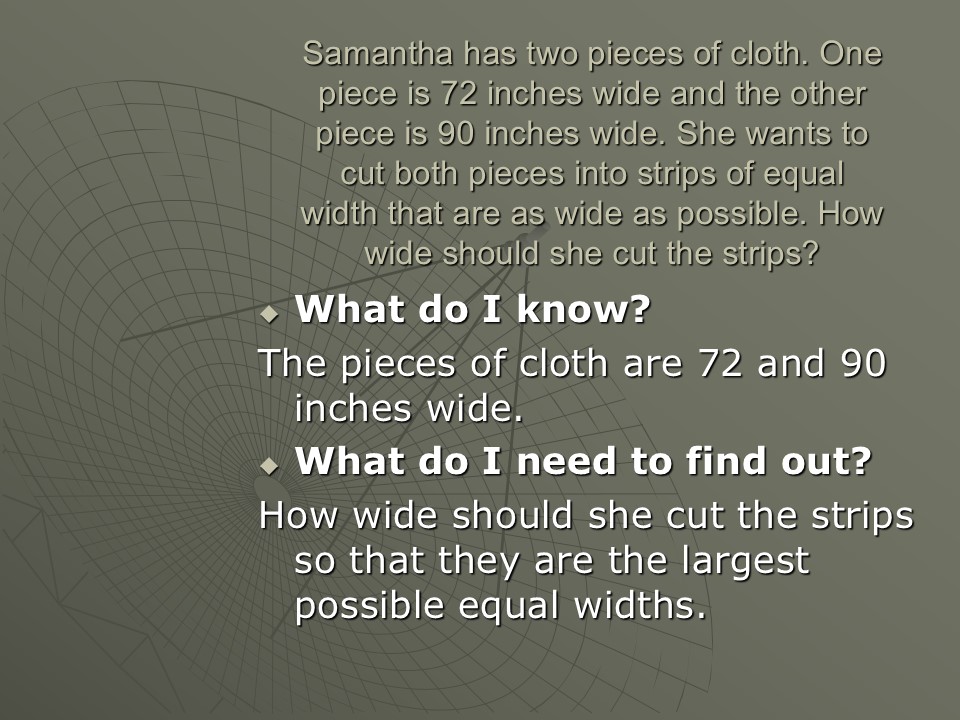 Samantha has two pieces of cloth. One
piece is 72 inches wide and the other
piece is 90 inches wide. She wants to
cut both pieces into strips of equal
width that are as wide as possible. How
wide should she cut the strips?
What do I know?
The pieces of cloth are 72 and 90
inches wide.
What do I need to find out?
How wide should she cut the strips
so that they are the largest
possible equal widths.